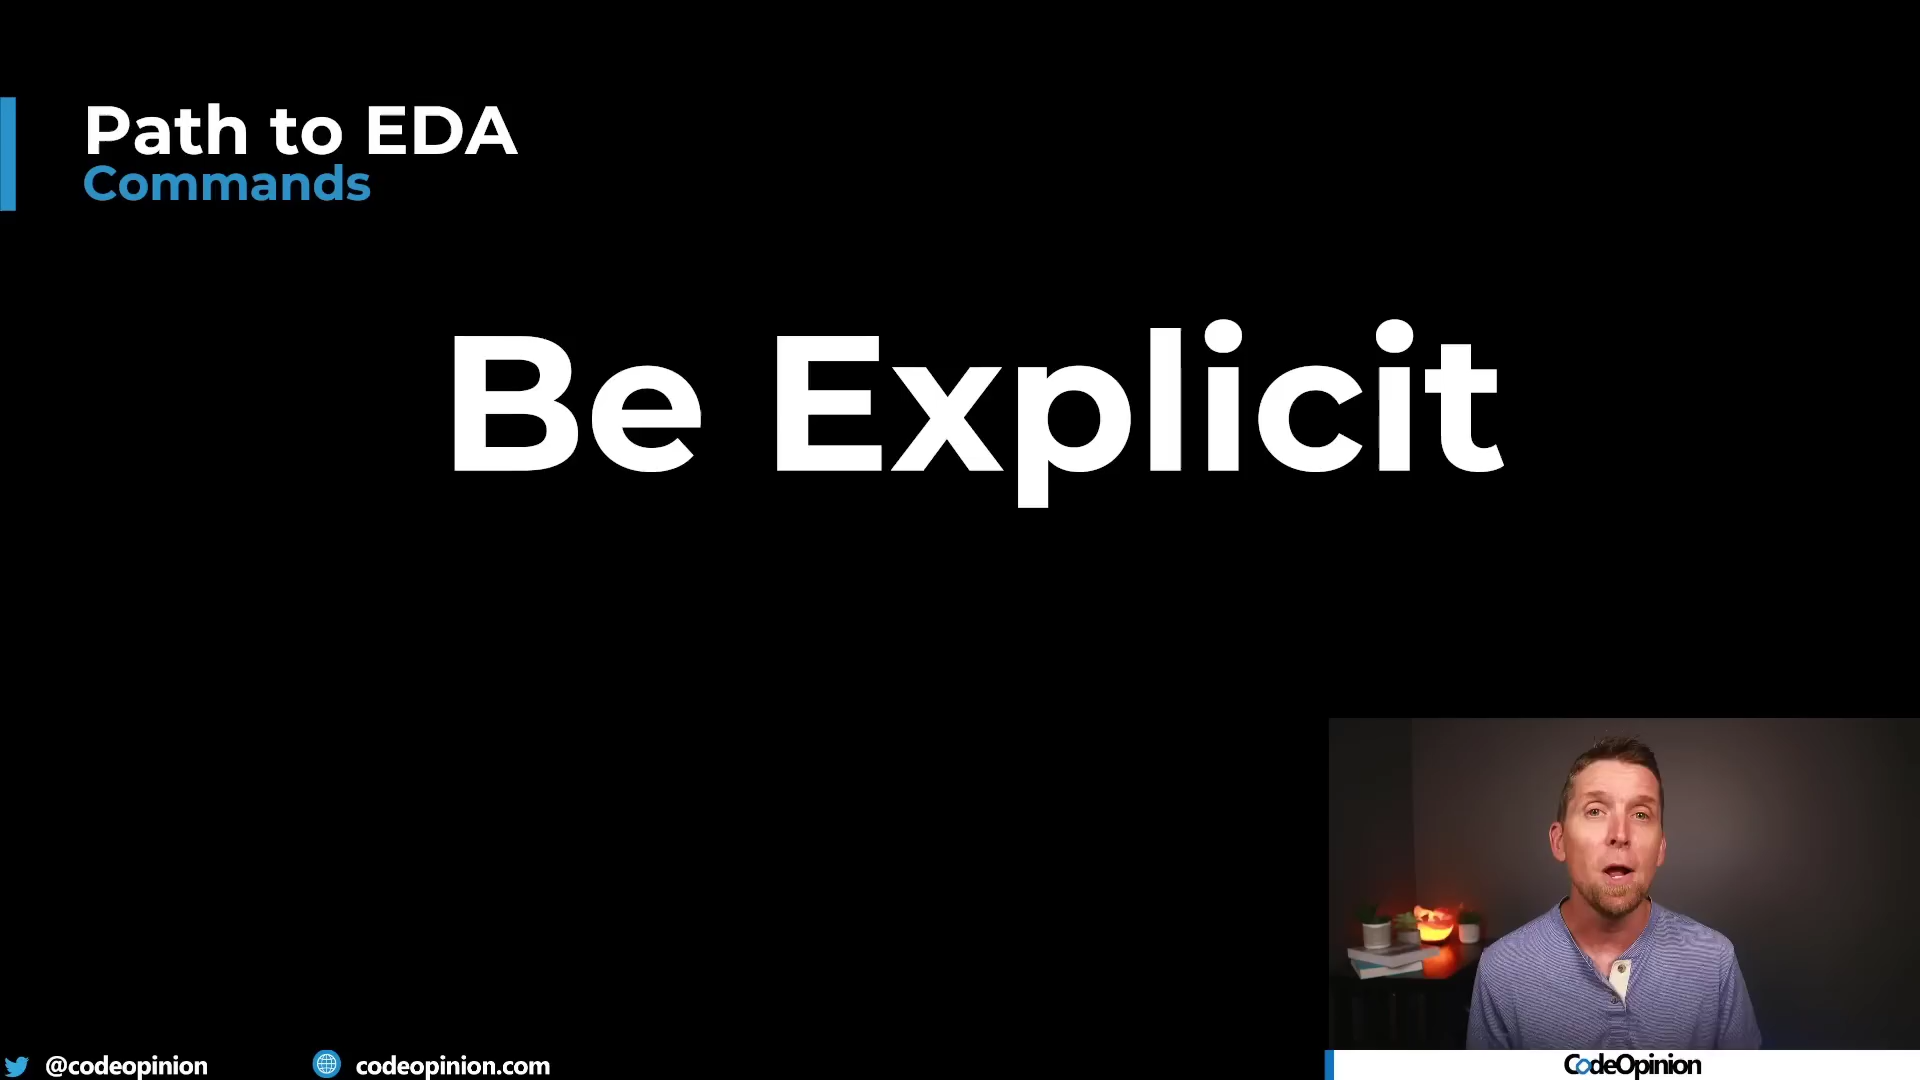 Path to EDA
Commands
Be Explicit
@codeopinion
codeopinion.com
CodeOpinion